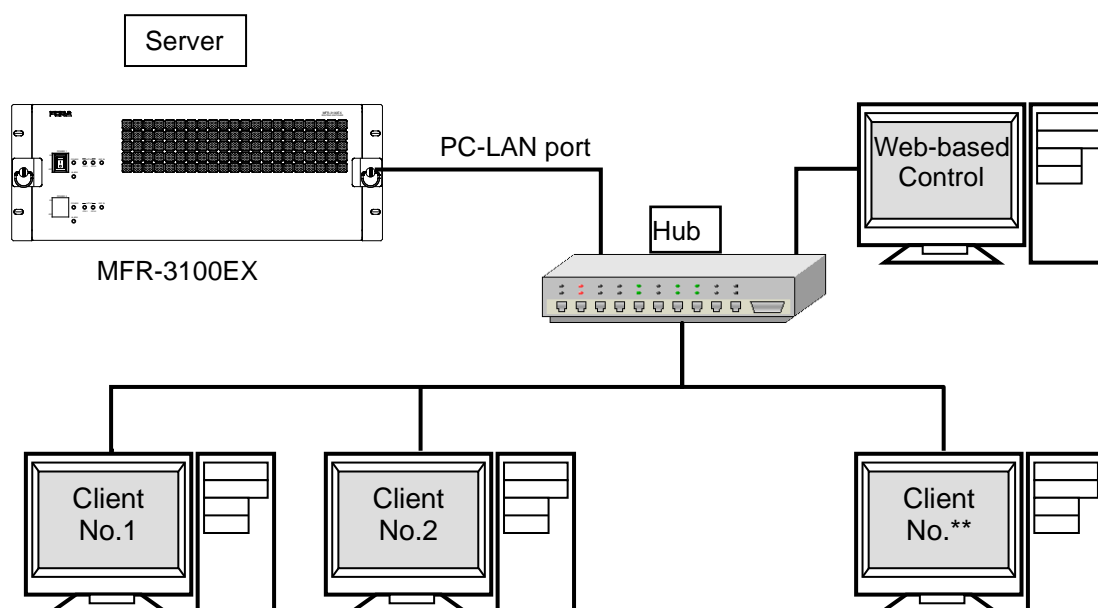 Server
PC-LAN port
Web-based
Control
Hub
MFR-3100EX
Client
No.1
Client
No.2
Client
No.**